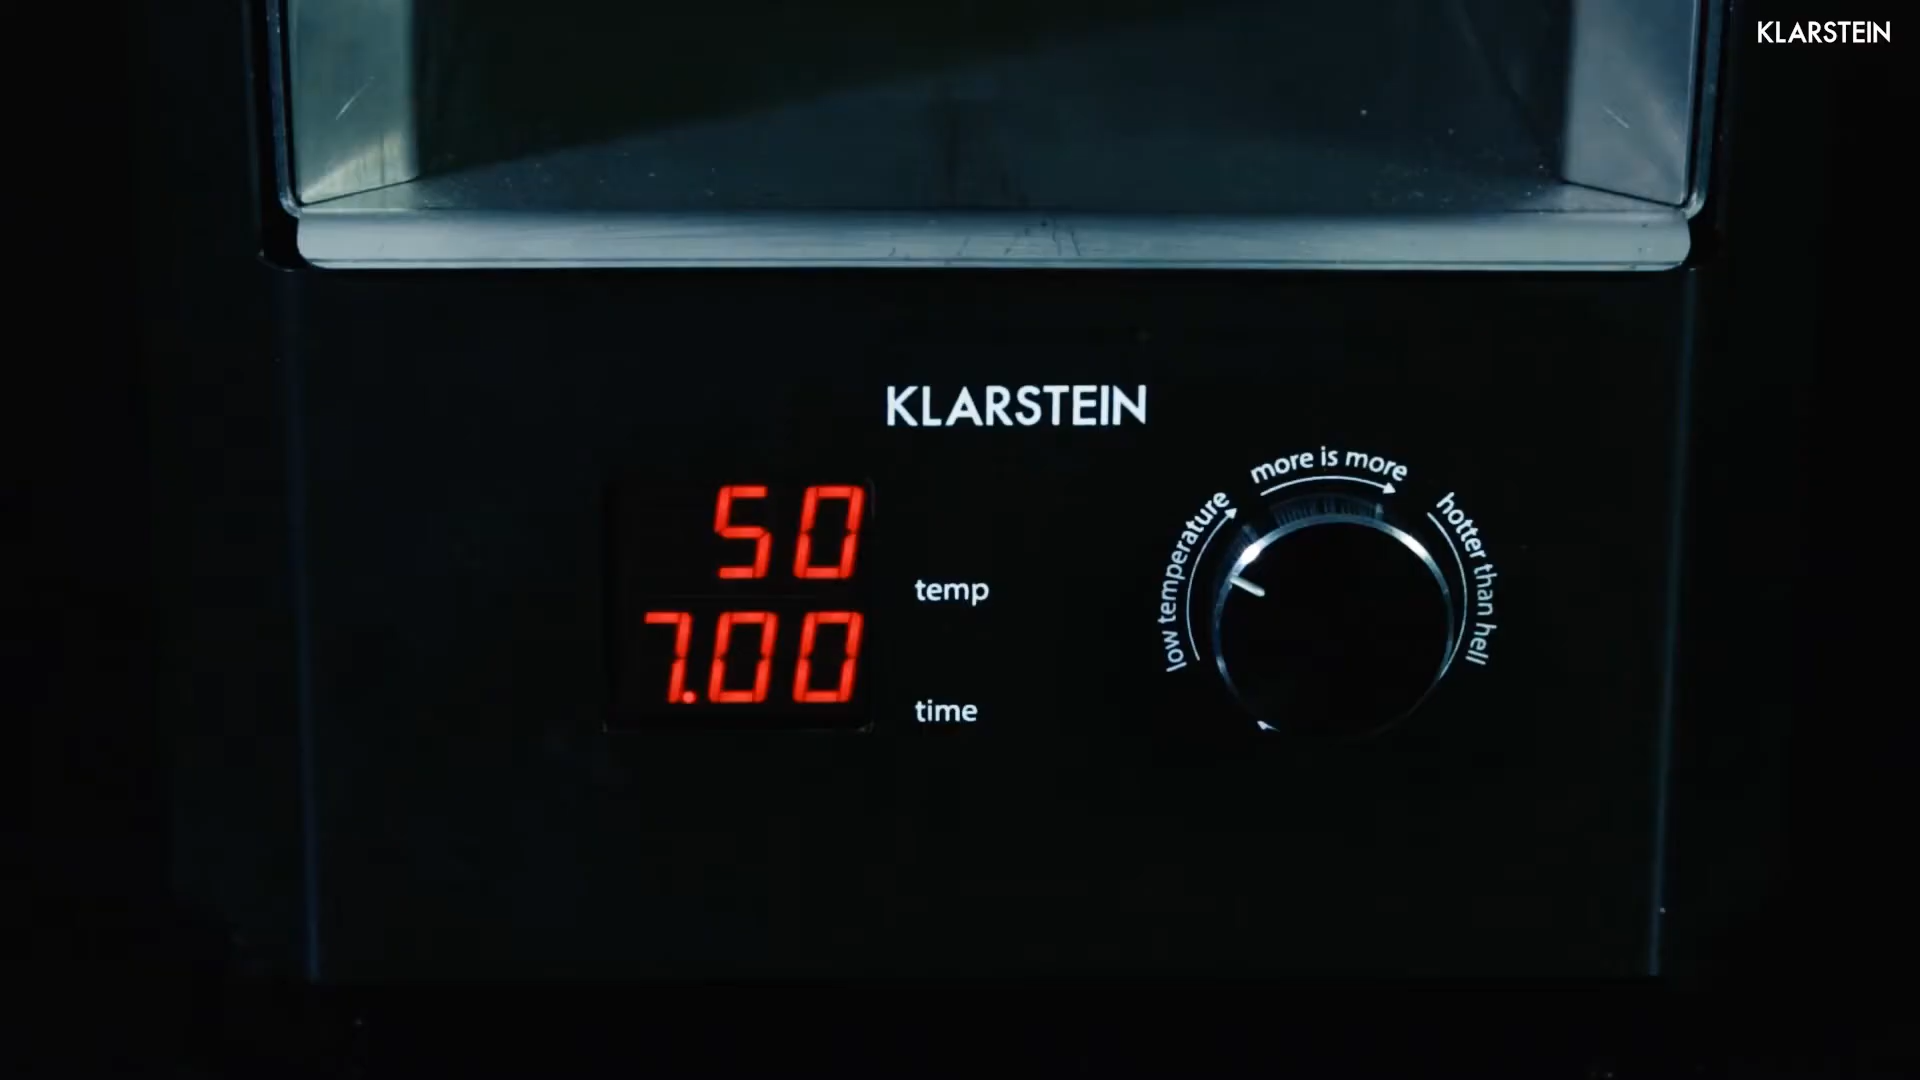 KLARSTEIN
KLARSTEIN
50
temp
7.00
time
low temperature
more is more
hotter than hell